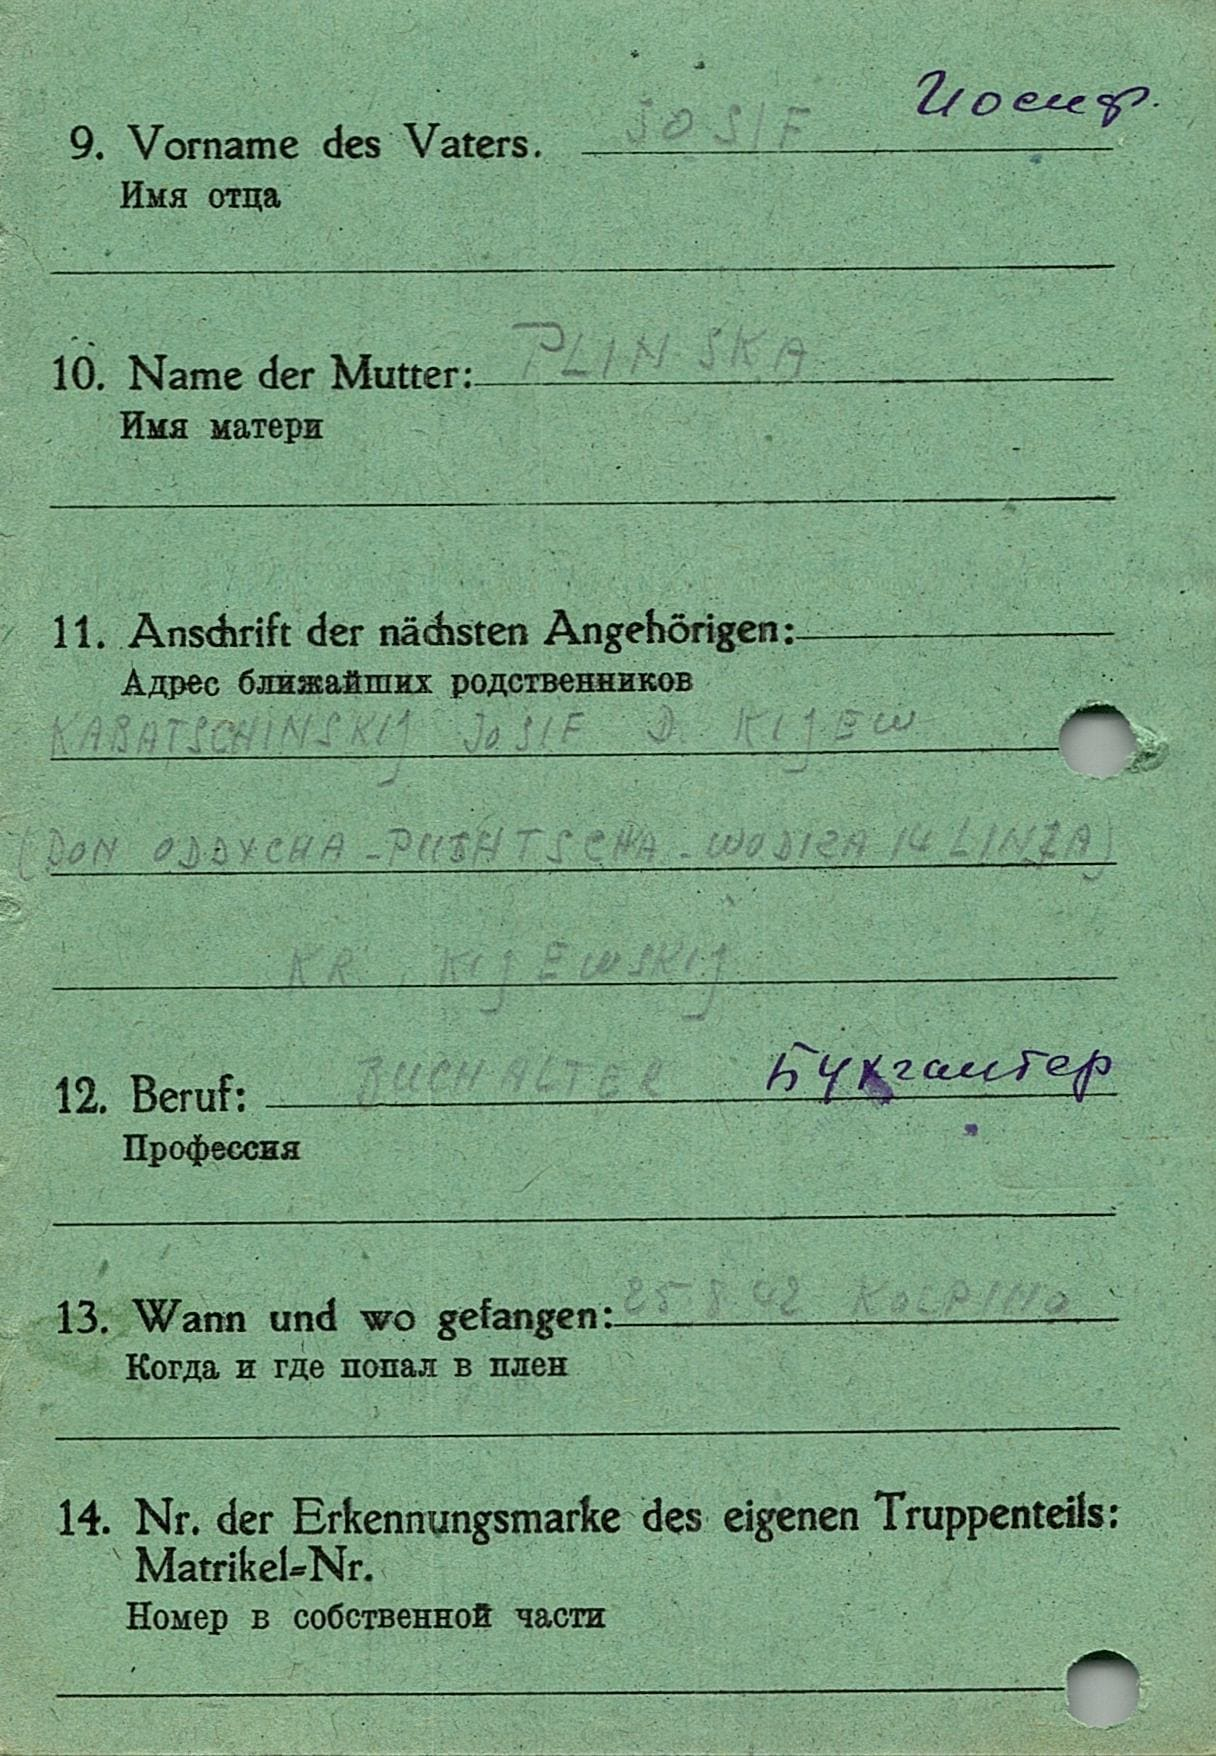 9. Vorname des Vaters. JOSIF Иосиф.
Имя отца
10. Name der Mutter: PLINSKA
Имя матери
11. Anschrift der nächsten Angehörigen:
Адрес ближайших родственников
KABATSCHINSKIJ JOSIF D. KIJEW
(DOM ODDYCHA - PUSHTSCHA - WODIZA 14 LINIA)
KR. KIJEWSKIJ
12. Beruf: BUCHALTER Бухгалтер
Профессия
13. Wann und wo gefangen: 25.8.42 KOLPINO
Когда и где попал в плен
14. Nr. der Erkennungsmarke des eigenen Truppenteils:
Matrikel-Nr.
Номер в собственной части